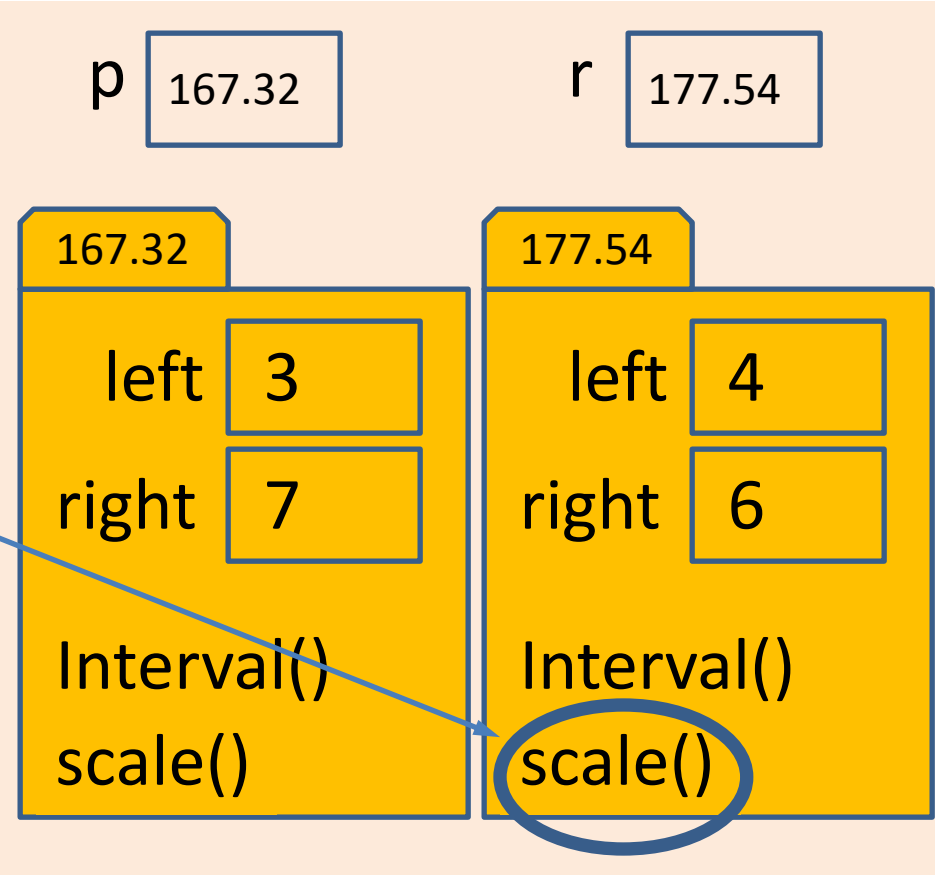 p 167.32
r 177.54
167.32
left 3
right 7
Interval()
scale()
177.54
left 4
right 6
Interval()
scale()